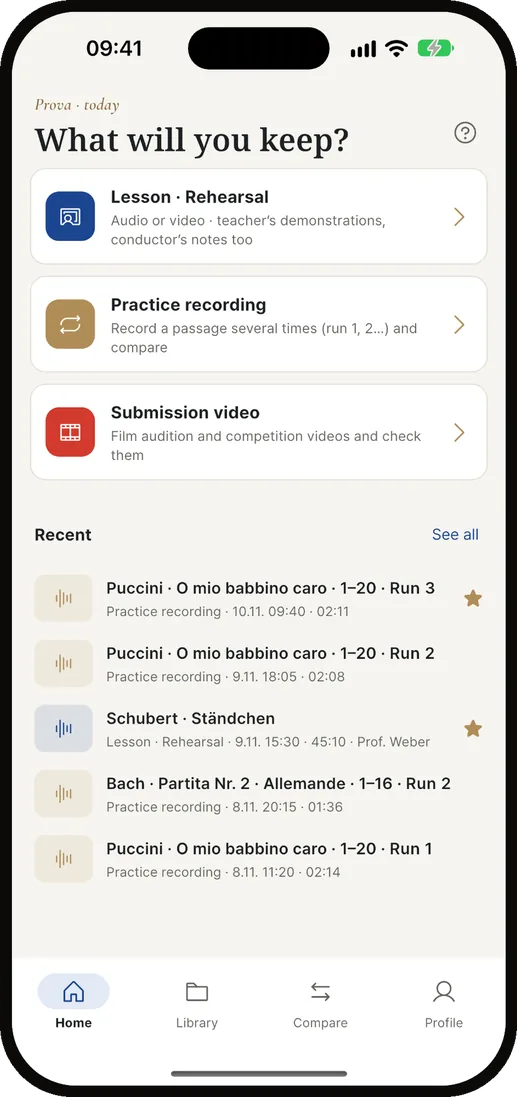 09:41
Prova · today
What will you keep?
Lesson · Rehearsal
Audio or video · teacher's demonstrations,
conductor's notes too
Practice recording
Record a passage several times (run 1, 2…) and
compare
Submission video
Film audition and competition videos and check
them
Recent
See all
Puccini · O mio babbino caro · 1–20 · Run 3
Practice recording · 10.11. 09:40 · 02:11
Puccini · O mio babbino caro · 1–20 · Run 2
Practice recording · 9.11. 18:05 · 02:08
Schubert · Ständchen
Lesson · Rehearsal · 9.11. 15:30 · 45:10 · Prof. Weber
Bach · Partita Nr. 2 · Allemande · 1–16 · Run 2
Practice recording · 8.11. 20:15 · 01:36
Puccini · O mio babbino caro · 1–20 · Run 1
Practice recording · 8.11. 11:20 · 02:14
Home
Library
Compare
Profile